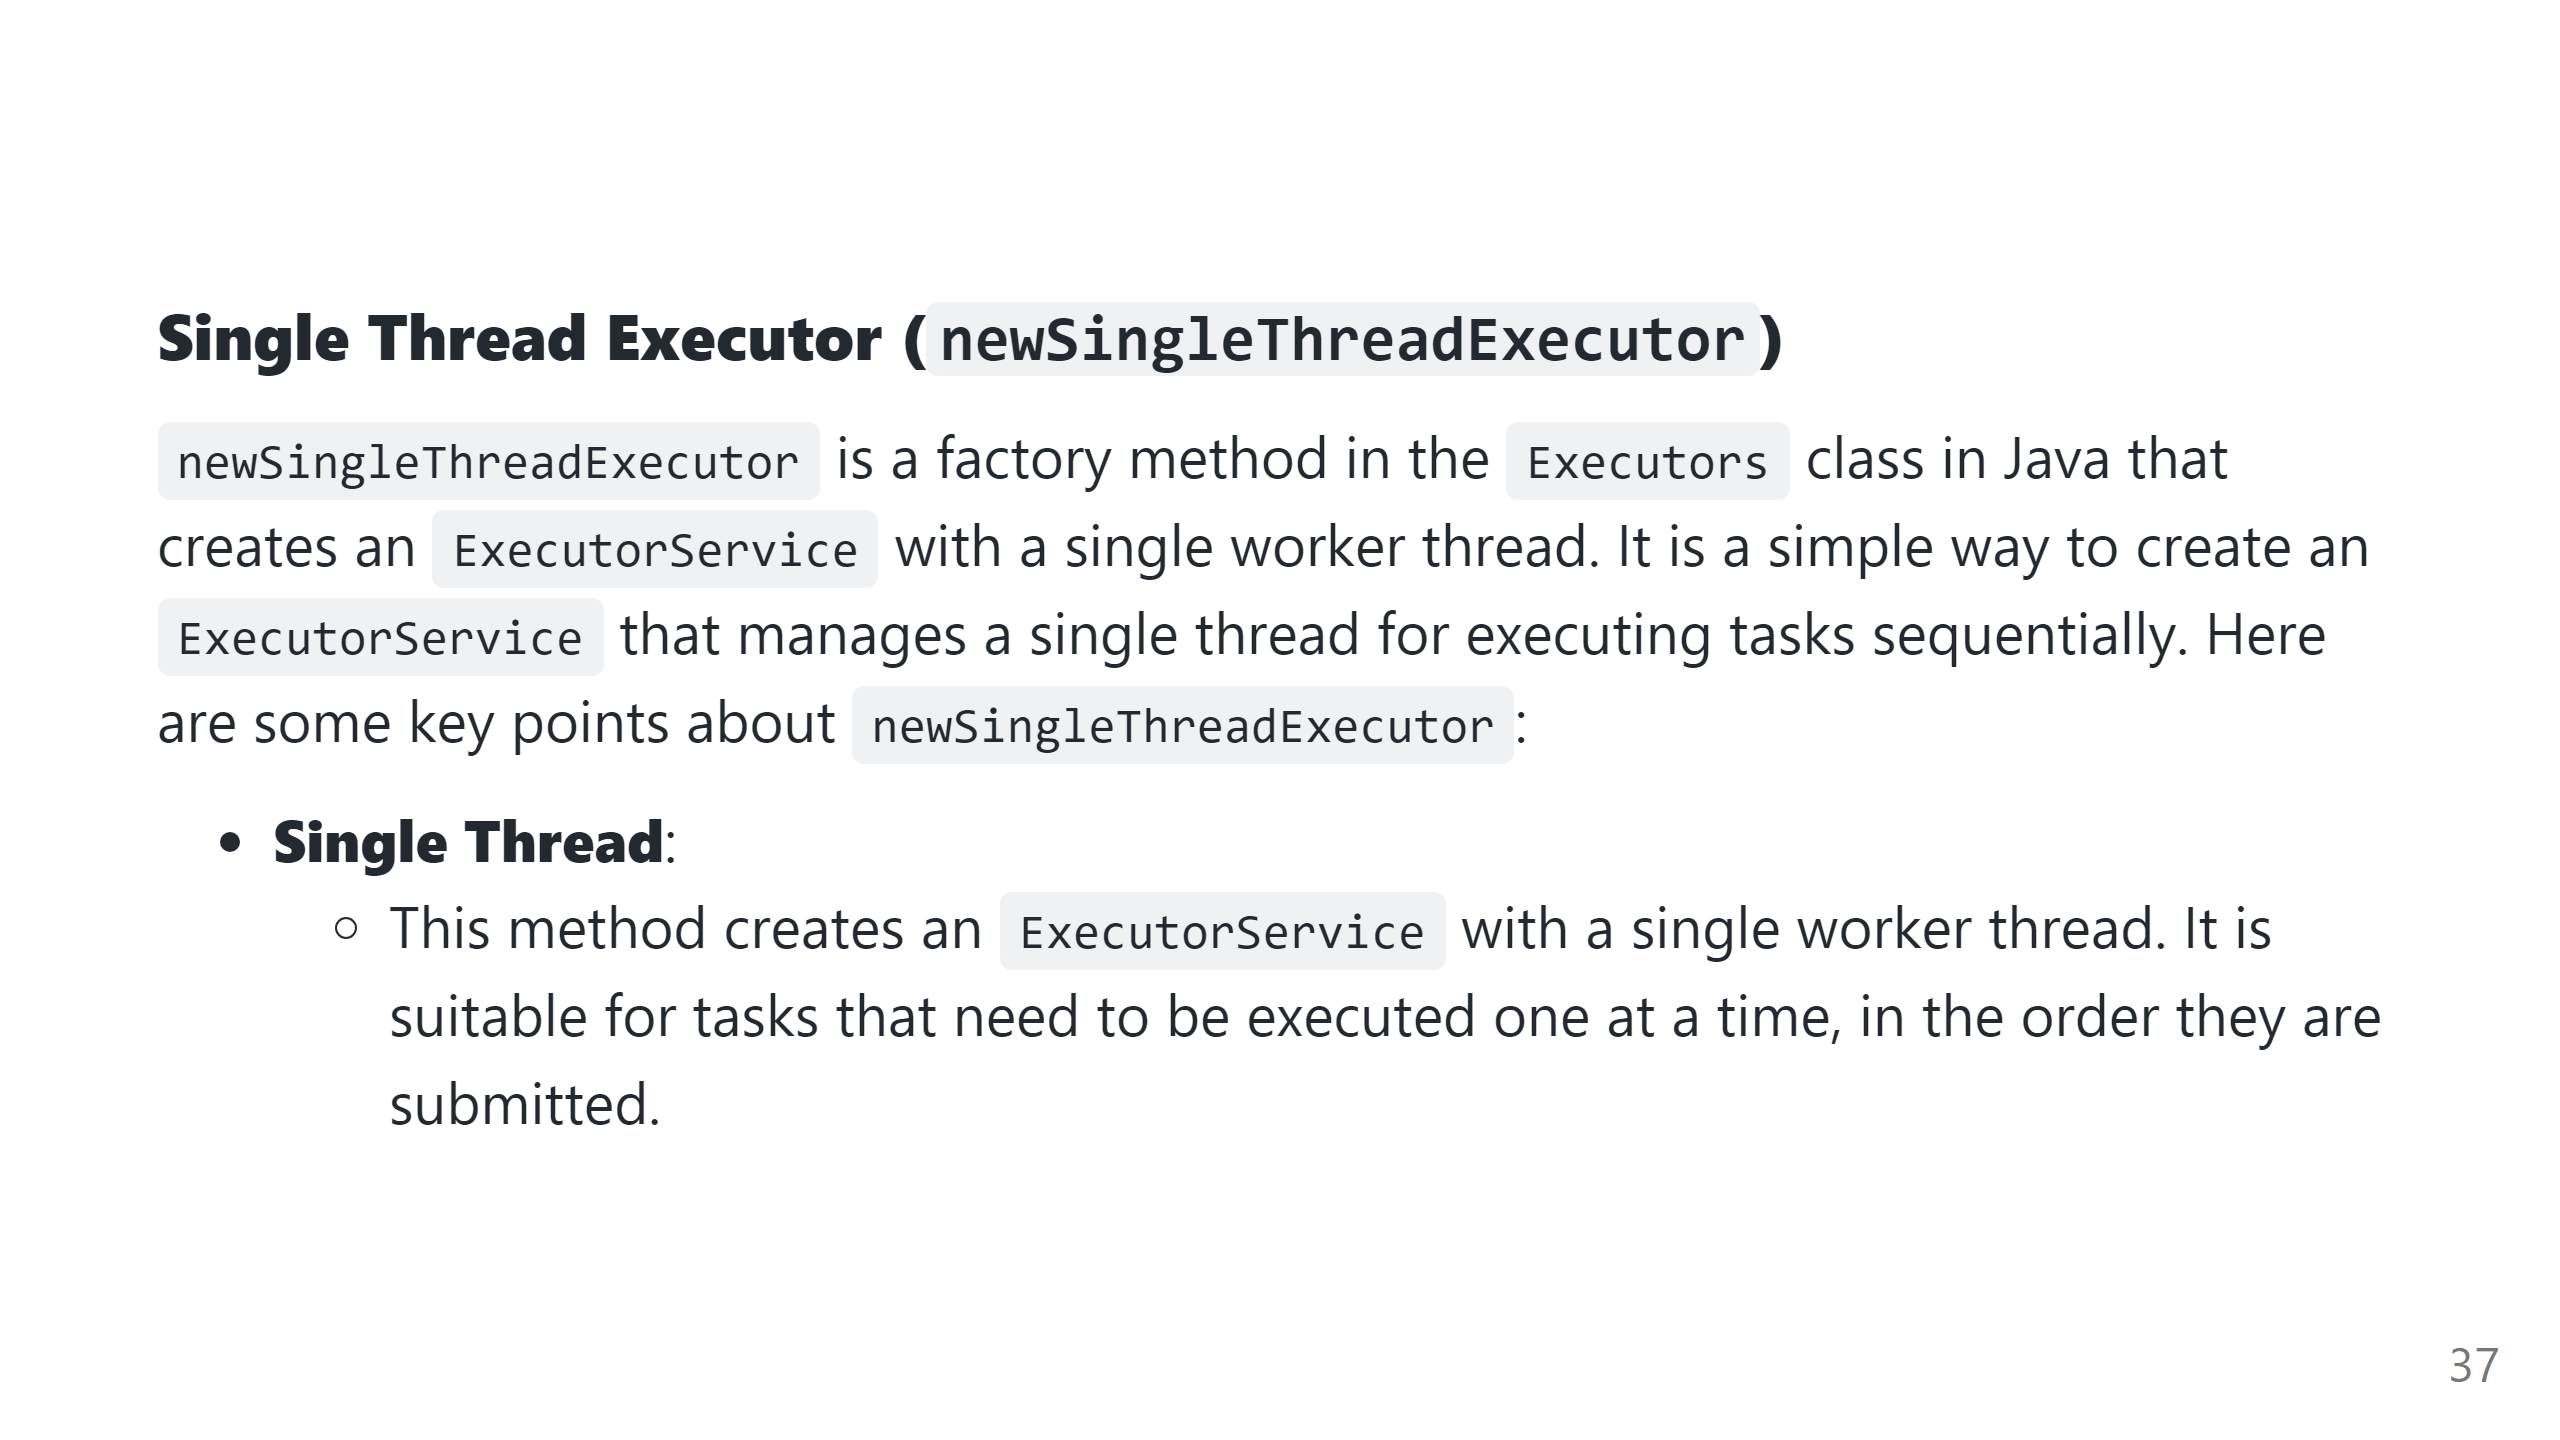 Single Thread Executor (newSingleThreadExecutor)
newSingleThreadExecutor is a factory method in the Executors class in Java that
creates an ExecutorService with a single worker thread. It is a simple way to create an
ExecutorService that manages a single thread for executing tasks sequentially. Here
are some key points about newSingleThreadExecutor:
• Single Thread:
○ This method creates an ExecutorService with a single worker thread. It is
suitable for tasks that need to be executed one at a time, in the order they are
submitted.
37